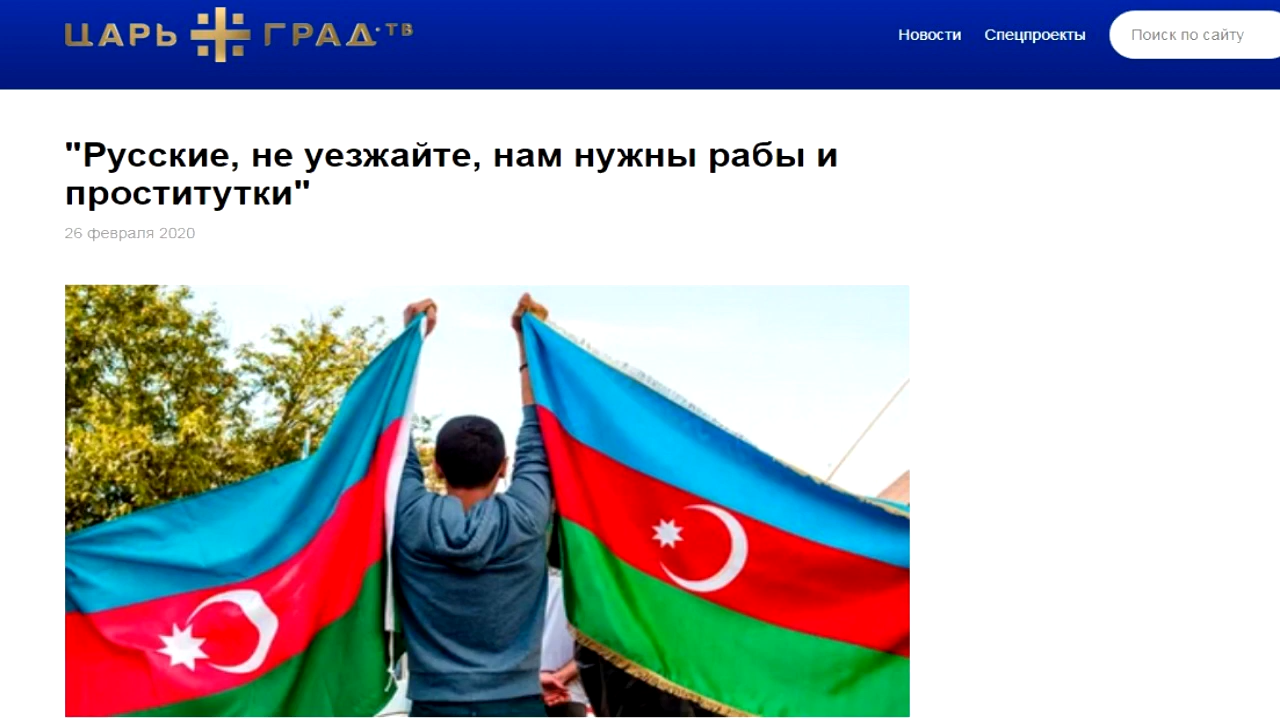 ЦАРЬ ГРАД·ТВ
Новости Спецпроекты Поиск по сайту
"Русские, не уезжайте, нам нужны рабы и
проститутки"
26 февраля 2020